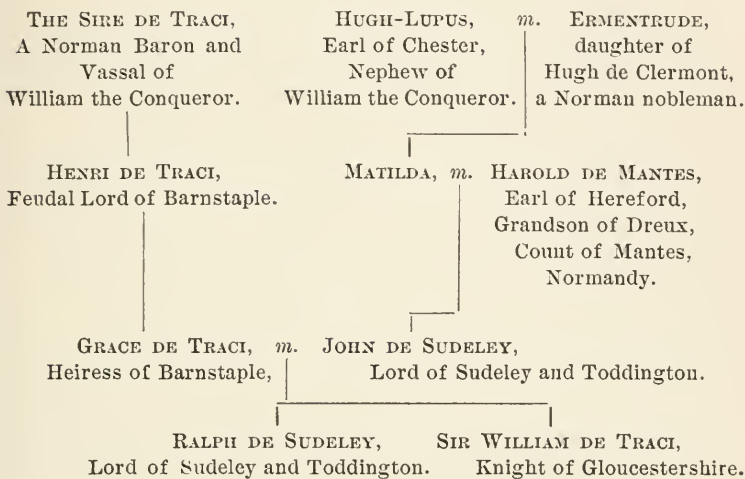 THE SIRE DE TRACI,
A Norman Baron and
Vassal of
William the Conqueror.
HUGH-LUPUS, m. ERMENTRUDE,
Earl of Chester, daughter of
Nephew of Hugh de Clermont,
William the Conqueror. a Norman nobleman.
HENRI DE TRACI,
Feudal Lord of Barnstaple.
MATILDA, m. HAROLD DE MANTES,
Earl of Hereford,
Grandson of Dreux,
Count of Mantes,
Normandy.
GRACE DE TRACI, m. JOHN DE SUDELEY,
Heiress of Barnstaple, Lord of Sudeley and Toddington.
RALPH DE SUDELEY, SIR WILLIAM DE TRACI,
Lord of Sudeley and Toddington. Knight of Gloucestershire.